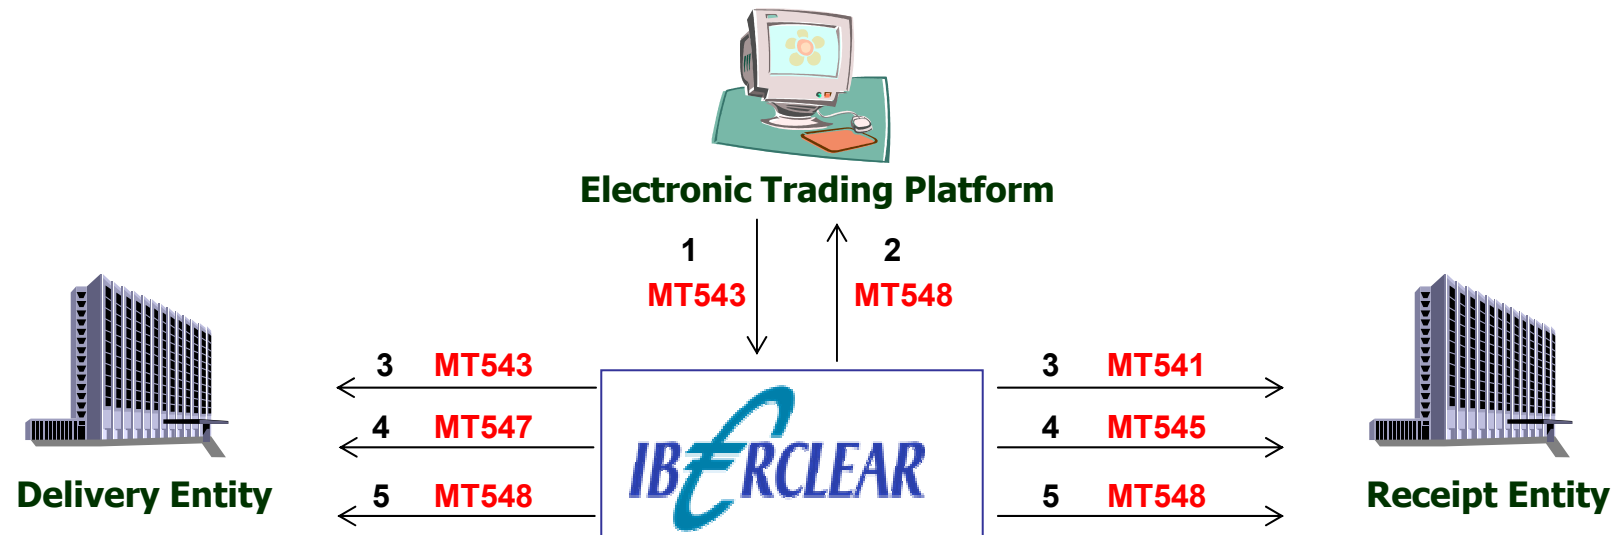 Electronic Trading Platform
1 2
MT543 MT548
3 MT543 3 MT541
4 MT547 4 MT545
IBERCLEAR
Delivery Entity 5 MT548 5 MT548 Receipt Entity